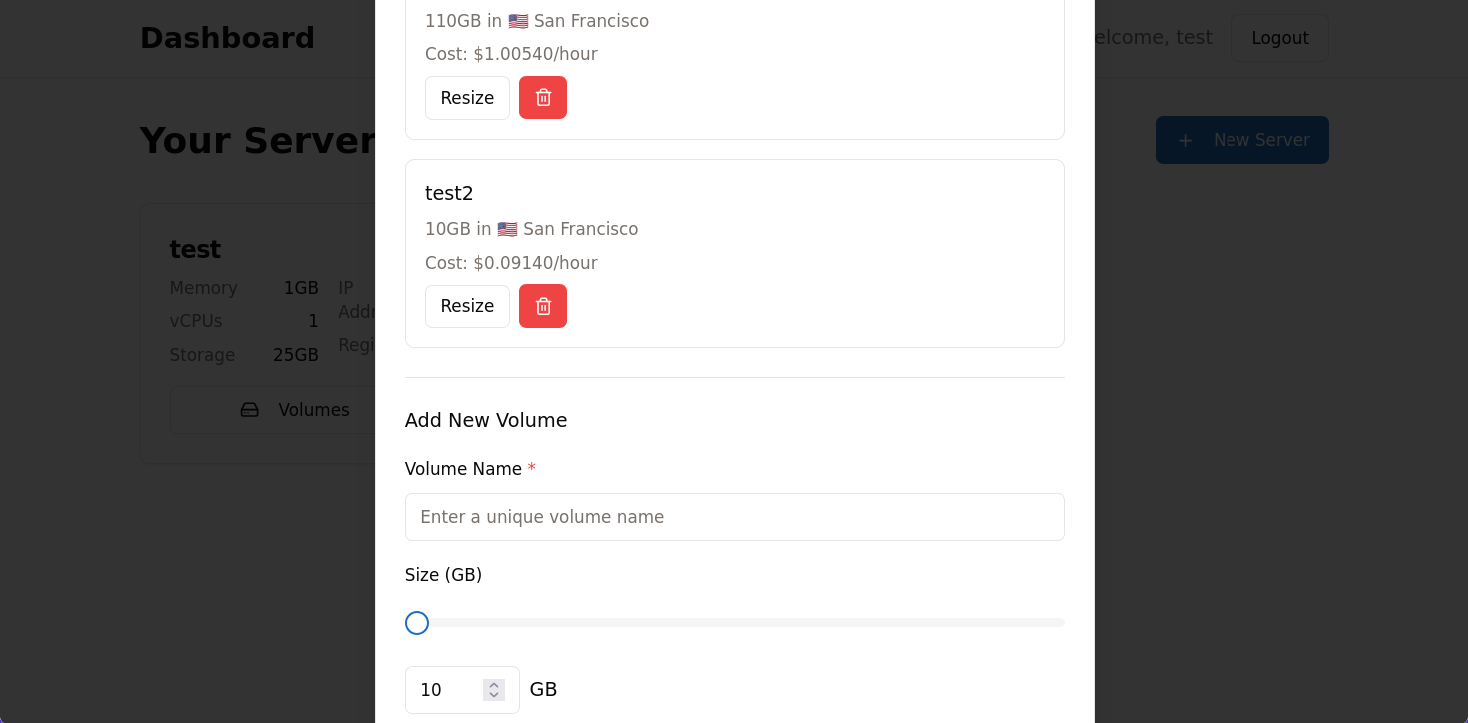 Dashboard
elcome, test
Logout
Your Server
New Server
test
Memory 1GB
vCPUs 1
Storage 25GB
IP
Addr
Regi
Volumes
110GB in 🇺🇸 San Francisco
Cost: $1.00540/hour
Resize
test2
10GB in 🇺🇸 San Francisco
Cost: $0.09140/hour
Resize
Add New Volume
Volume Name *
Enter a unique volume name
Size (GB)
10 GB